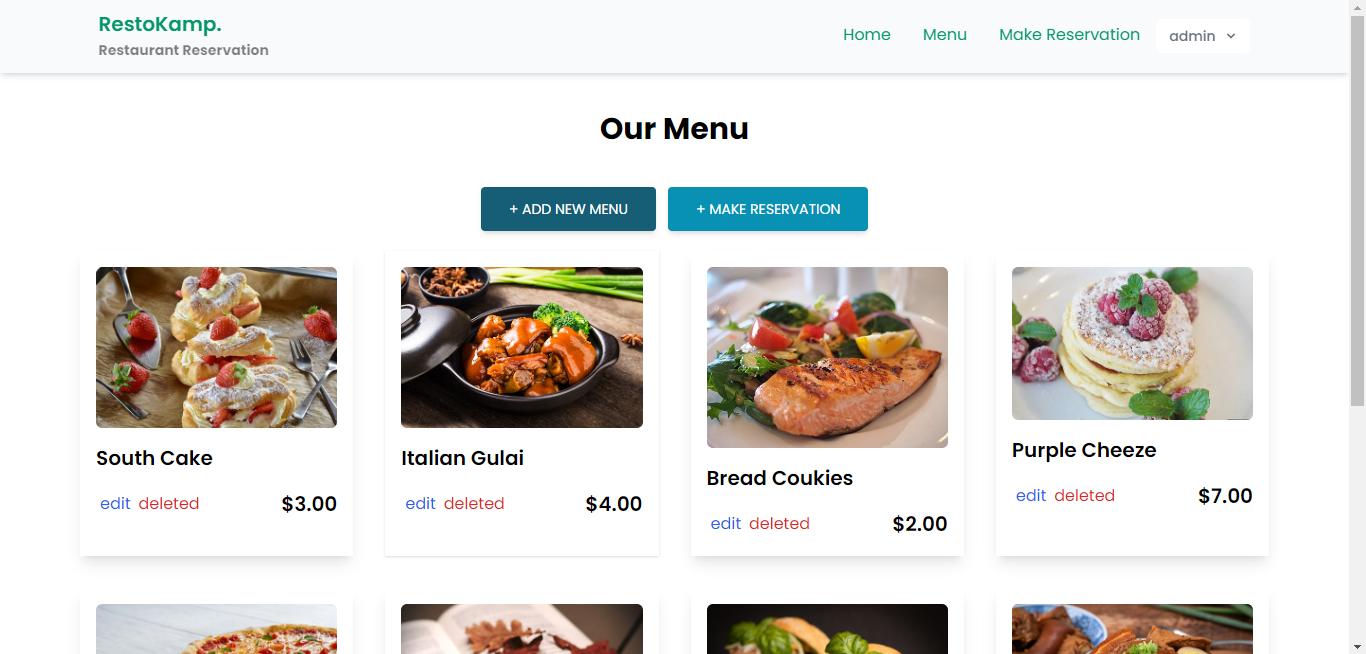 RestoKamp.
Restaurant Reservation
Home Menu Make Reservation admin
Our Menu
+ ADD NEW MENU + MAKE RESERVATION
South Cake
edit deleted $3.00
Italian Gulai
edit deleted $4.00
Bread Coukies
edit deleted $2.00
Purple Cheeze
edit deleted $7.00